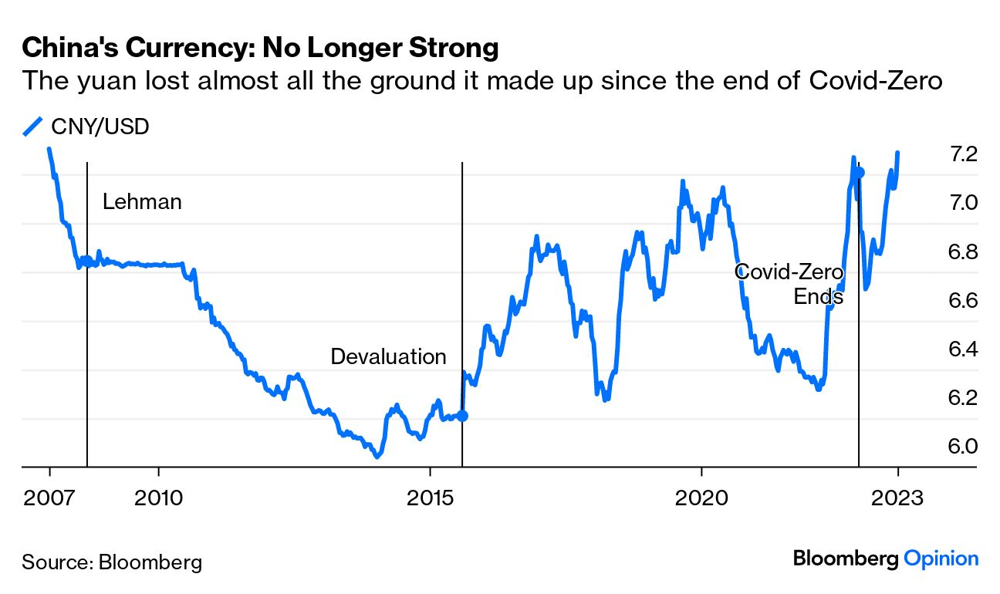 China's Currency: No Longer Strong
The yuan lost almost all the ground it made up since the end of Covid-Zero
CNY/USD
7.2
Lehman
7.0
6.8
Covid-Zero
Ends
6.6
Devaluation
6.4
6.2
6.0
2007 2010 2015 2020 2023
Source: Bloomberg
Bloomberg Opinion